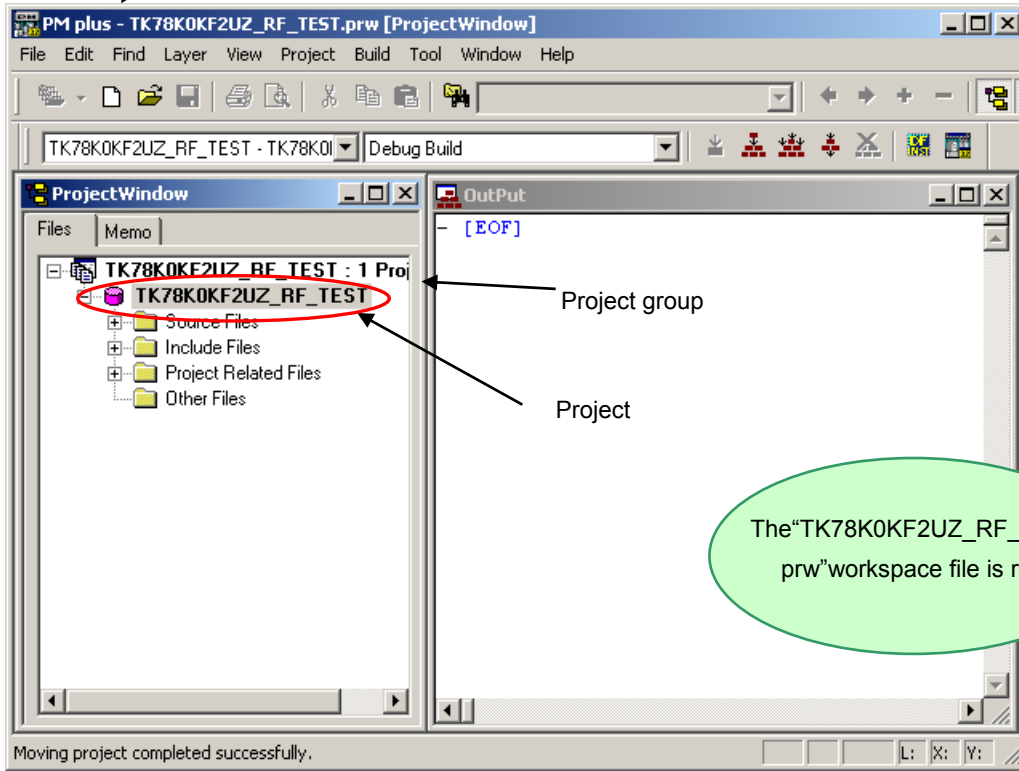 PM plus - TK78K0KF2UZ_RF_TEST.prw [ProjectWindow]
File Edit Find Layer View Project Build Tool Window Help
TK78K0KF2UZ_RF_TEST - TK78K0I Debug Build
ProjectWindow
Files Memo
TK78K0KF2UZ_RF_TEST : 1 Proj
TK78K0KF2UZ_RF_TEST
Source Files
Include Files
Project Related Files
Other Files
OutPut
[EOF]
Project group
Project
The“TK78K0KF2UZ_RF_
prw”workspace file is r
Moving project completed successfully.
L: X: Y: